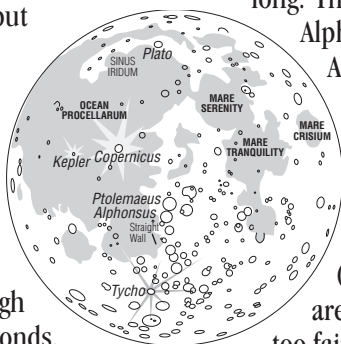 out
long. Th
Alph
A
Plato
SINUS
IRIDUM
OCEAN
PROCELLARUM
MARE
SERENITY
MARE
CRISIUM
MARE
TRANQUILITY
Kepler Copernicus
Ptolemaeus
Alphonsus
Straight
Wall
Tycho
gh
onds
are
too fai